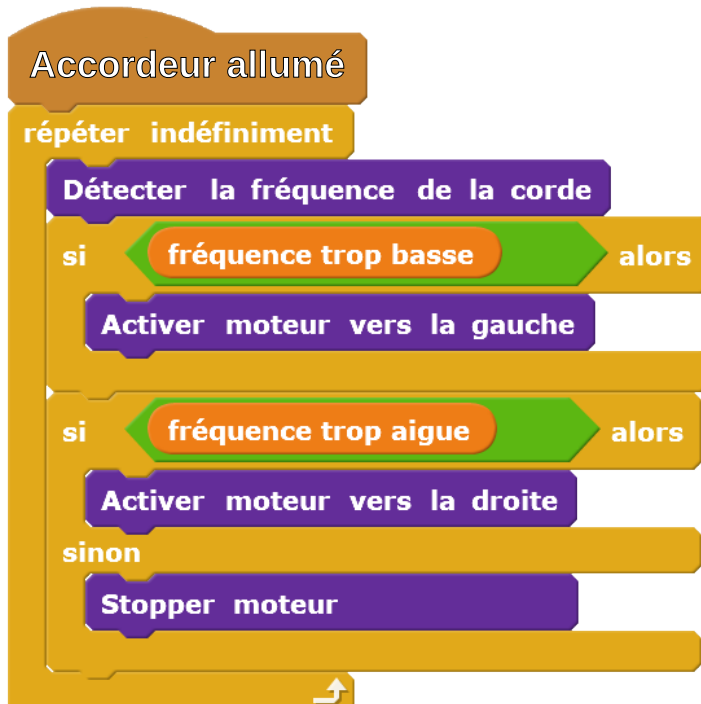 Accordeur allumé
répéter indéfiniment
Détecter la fréquence de la corde
si fréquence trop basse alors
Activer moteur vers la gauche
si fréquence trop aigue alors
Activer moteur vers la droite
sinon
Stopper moteur